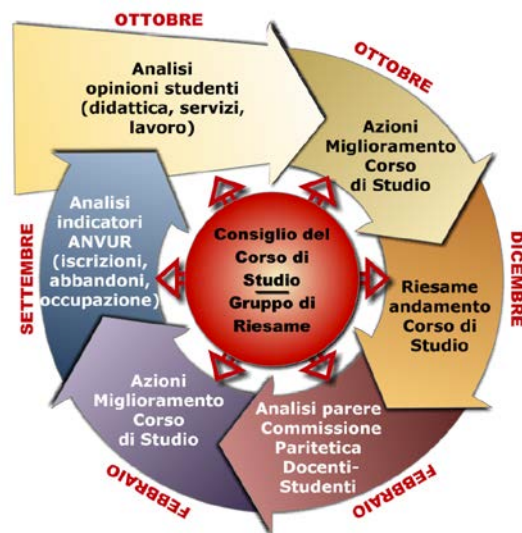 OTTOBRE
Analisi
opinioni studenti
(didattica, servizi,
lavoro)
OTTOBRE
Azioni
Miglioramento
Corso
di Studio
DICEMBRE
Riesame
andamento
Corso di
Studio
FEBBRAIO
Analisi parere
Commissione
Paritetica
Docenti-
Studenti
FEBBRAIO
Azioni
Miglioramento
Corso
di Studio
SETTEMBRE
Analisi
indicatori
ANVUR
(iscrizioni,
abbandoni,
occupazione)
Consiglio del
Corso di
Studio
Gruppo di
Riesame